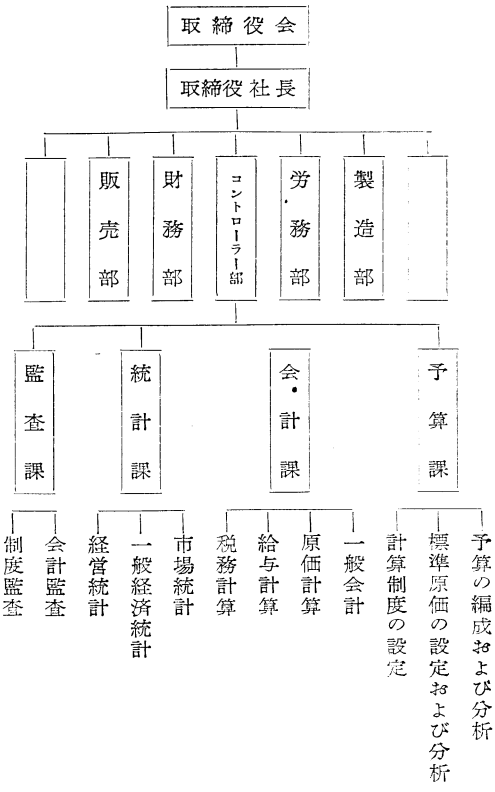 取締役会
取締役社長
製造部
労務部
コントローラー部
財務部
販売部
予算課
会計課
統計課
監査課
予算の編成および分析
標準原価の設定および分析
計算制度の設定
一般会計
原価計算
給与計算
税務計算
市場統計
一般経済統計
経営統計
会計監査
制度監査